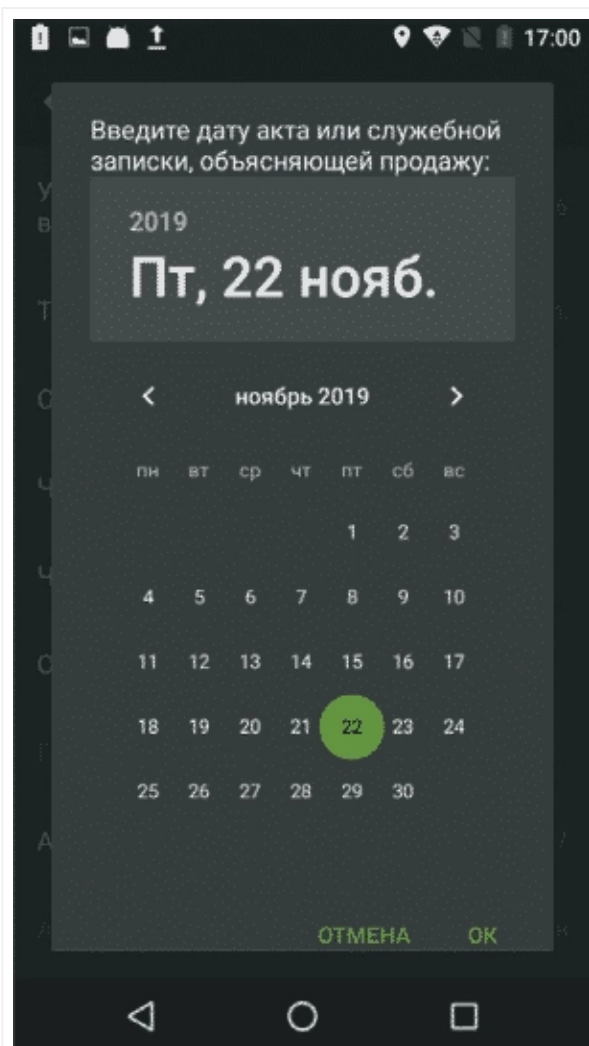 17:00
Введите дату акта или служебной
записки, объясняющей продажу:
2019
Пт, 22 нояб.
ноябрь 2019
пн вт ср чт пт сб вс
1 2 3
4 5 6 7 8 9 10
11 12 13 14 15 16 17
18 19 20 21 22 23 24
25 26 27 28 29 30
ОТМЕНА ОК